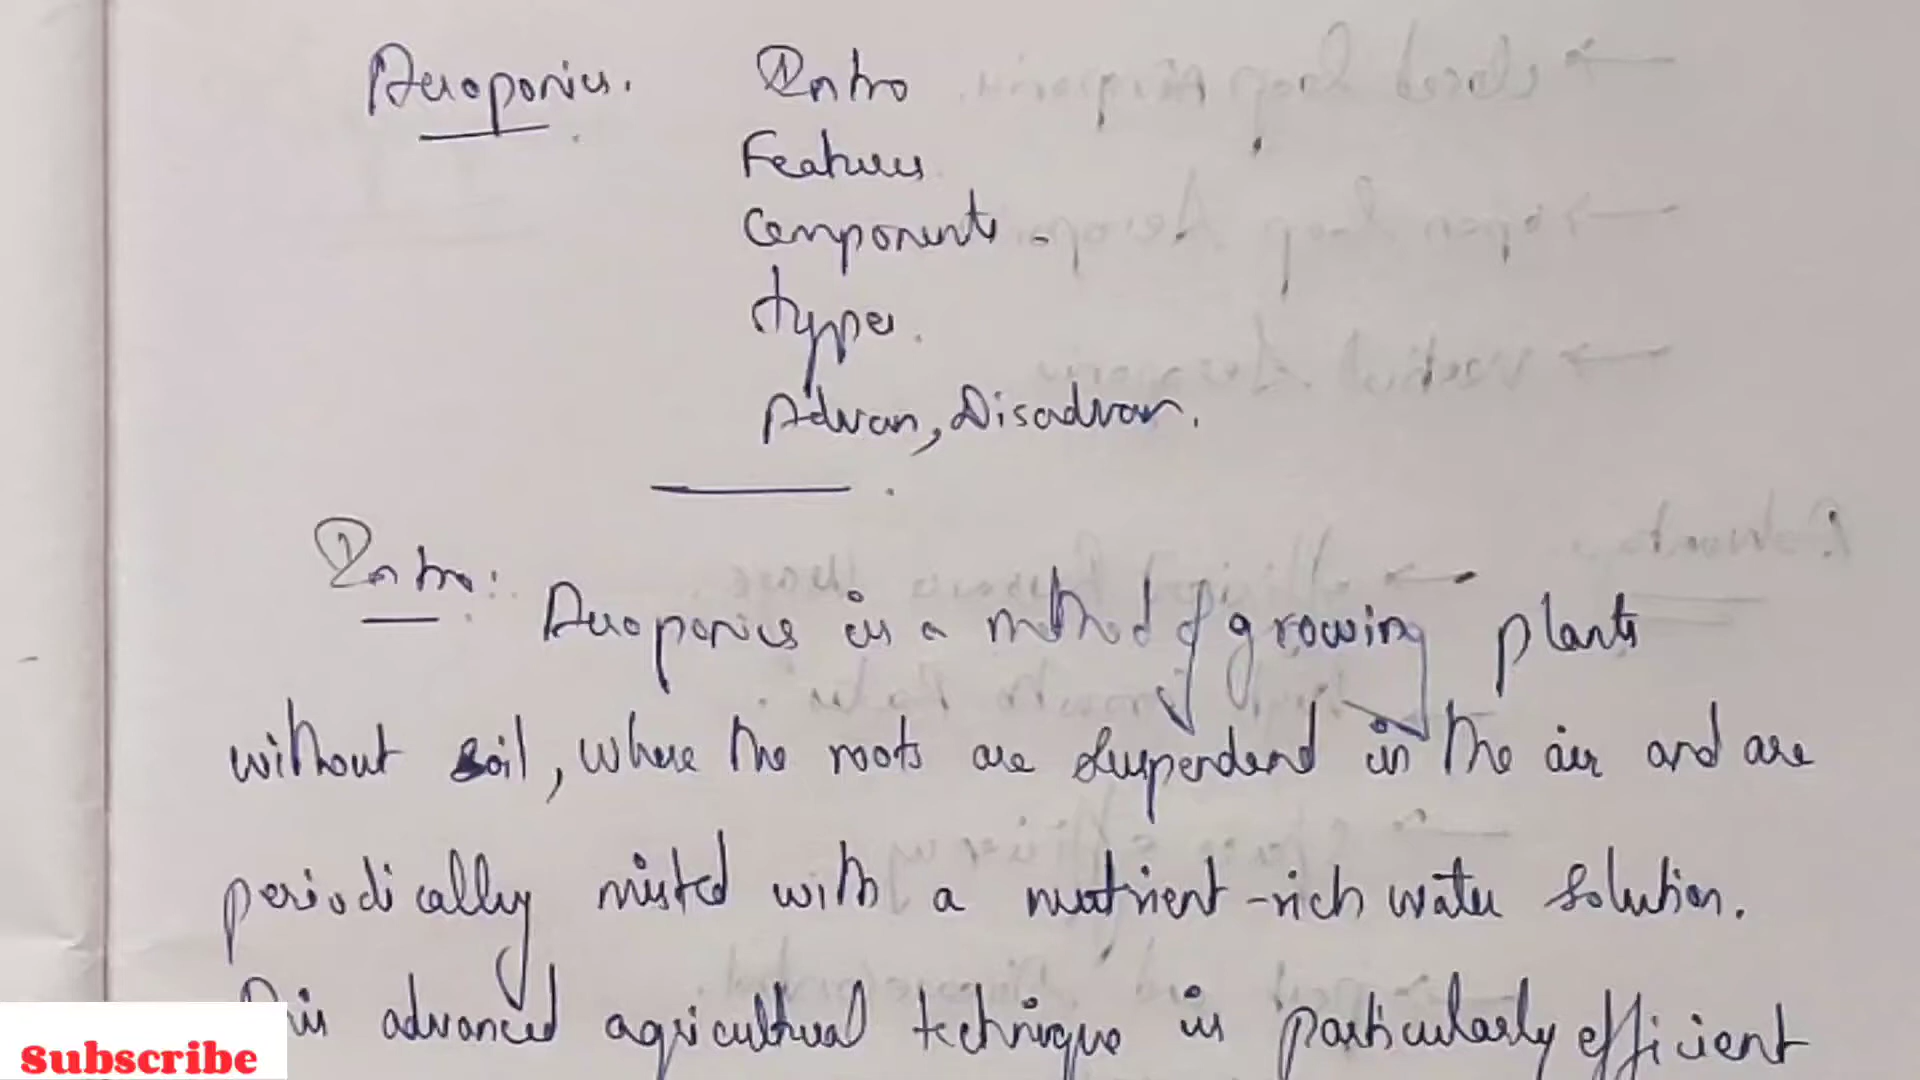 Aeroponics. Intro
Features
Components.
types.
Advan, Disadvan.
Intro: Aeroponics is a method of growing plants
without soil, where the roots are suspendend in the air and are
periodically misted with a nutrient-rich water solution.
This advanced agricultural technique is particularly efficient
Subscribe